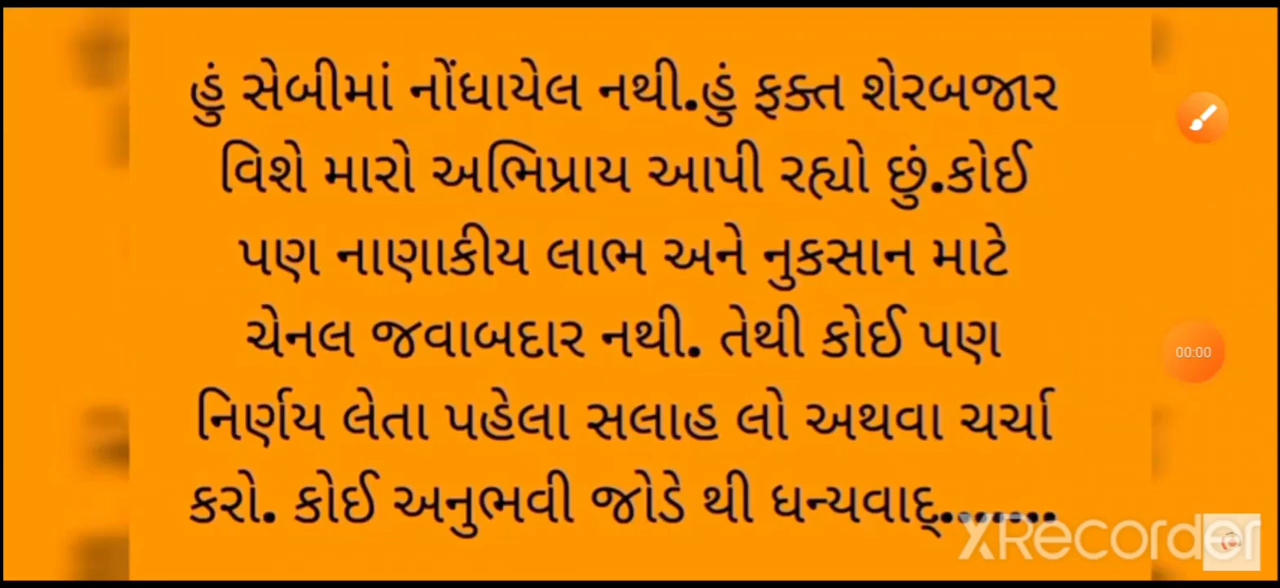 હું સેબીમાં નોંધાયેલ નથી.હું ફક્ત શેરબજાર
વિશે મારો અભિપ્રાય આપી રહ્યો છું.કોઈ
પણ નાણાકીય લાભ અને નુકસાન માટે
ચેનલ જવાબદાર નથી. તેથી કોઈ પણ
નિર્ણય લેતા પહેલા સલાહ લો અથવા ચર્ચા
કરો. કોઈ અનુભવી જોડે થી ધન્યવાદ્.......
00:00
XRecorder